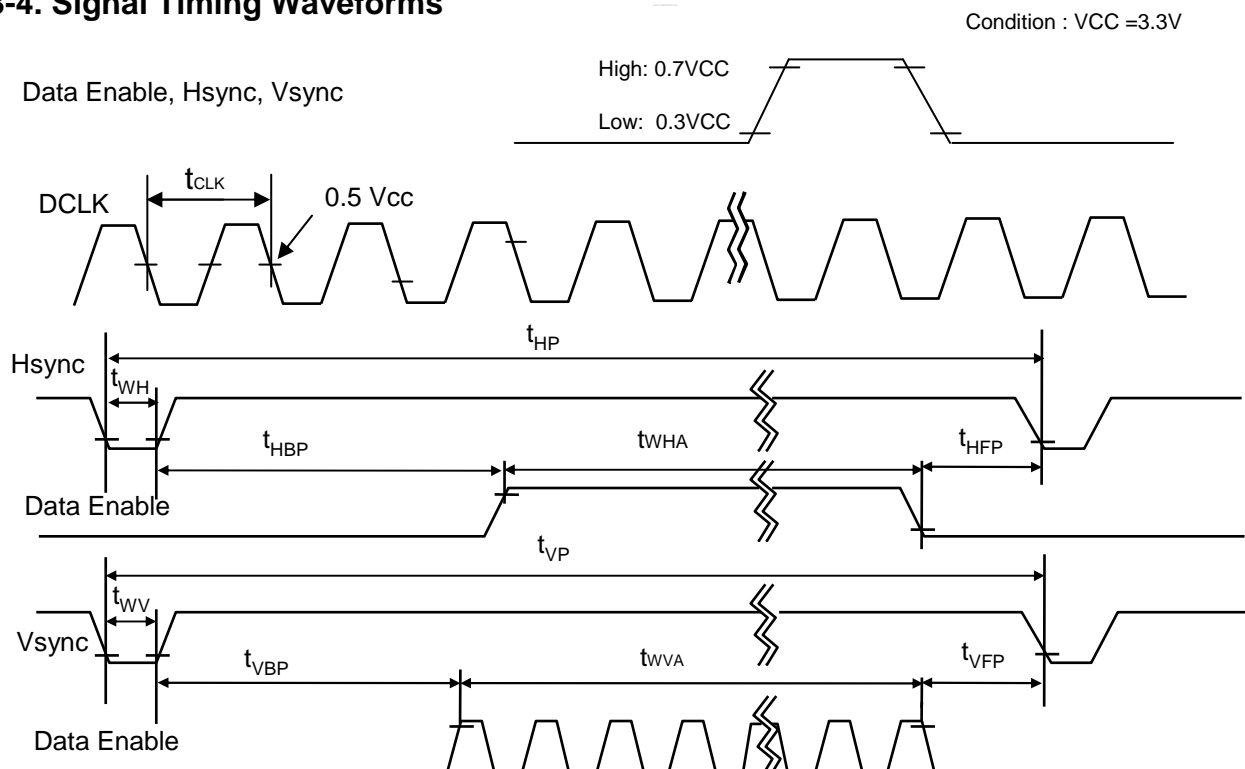 3-4. Signal Timing Waveforms
Condition : VCC =3.3V
High: 0.7VCC
Data Enable, Hsync, Vsync
Low: 0.3VCC
tCLK
DCLK
0.5 Vcc
tHP
Hsync
tWH
tHBP
tWHA
tHFP
Data Enable
tVP
tWV
Vsync
tVBP
tWVA
tVFP
Data Enable